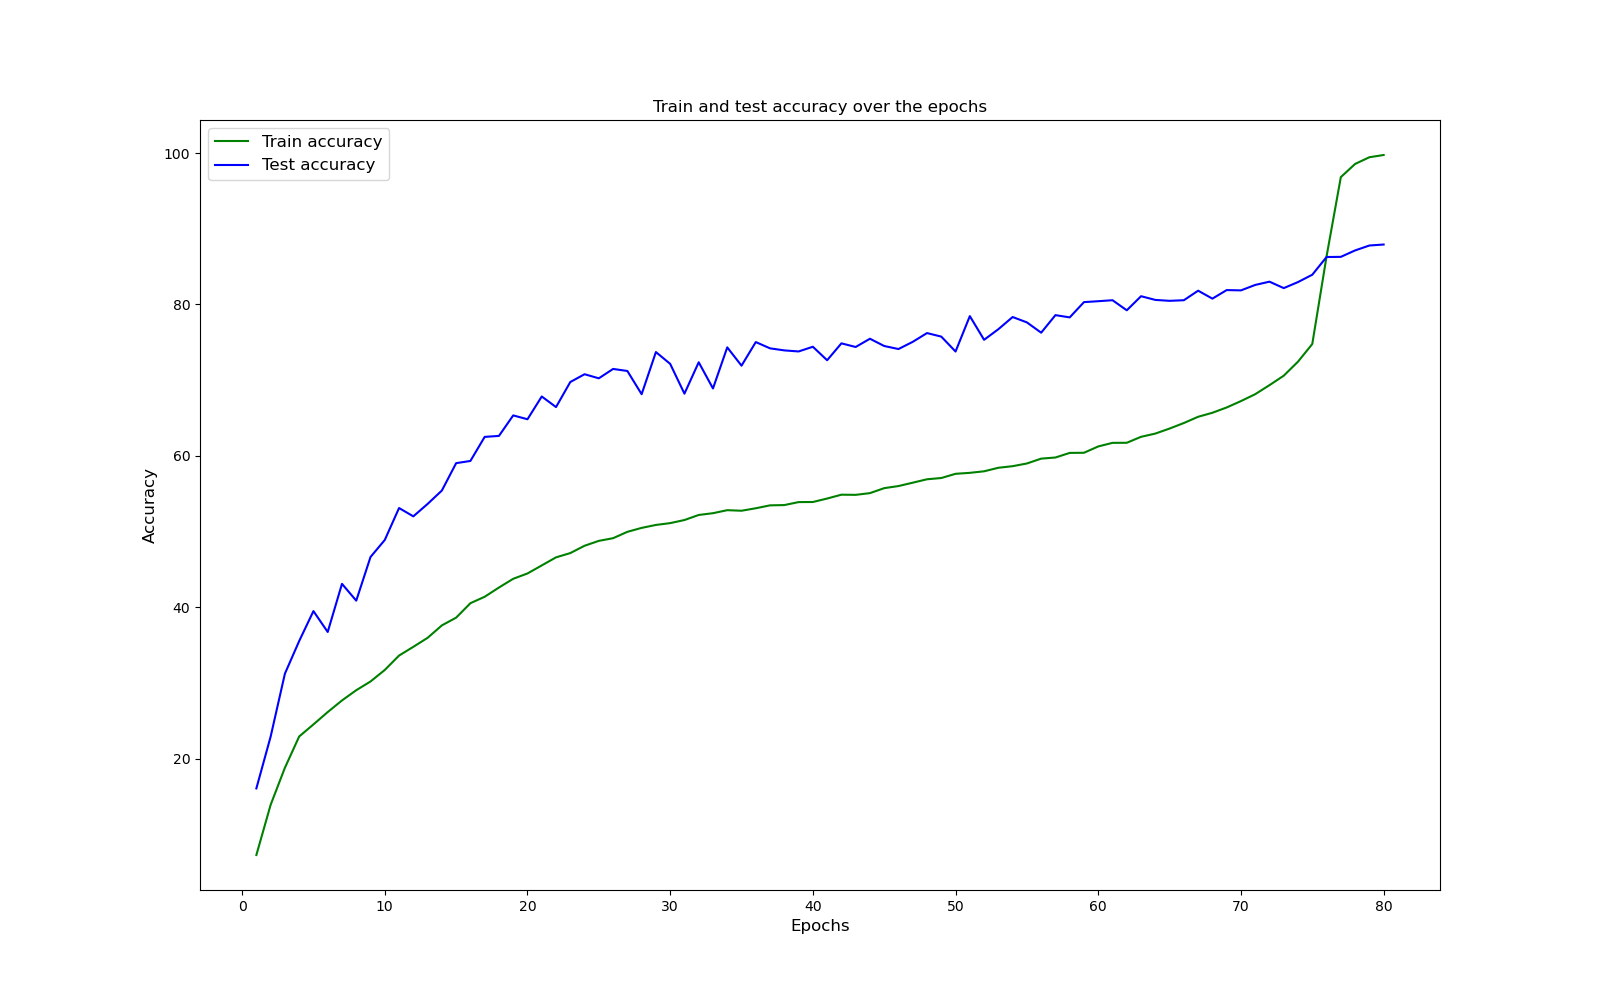 Train and test accuracy over the epochs
Train accuracy
Test accuracy
100
80
60
40
20
Accuracy
0 10 20 30 40 50 60 70 80
Epochs